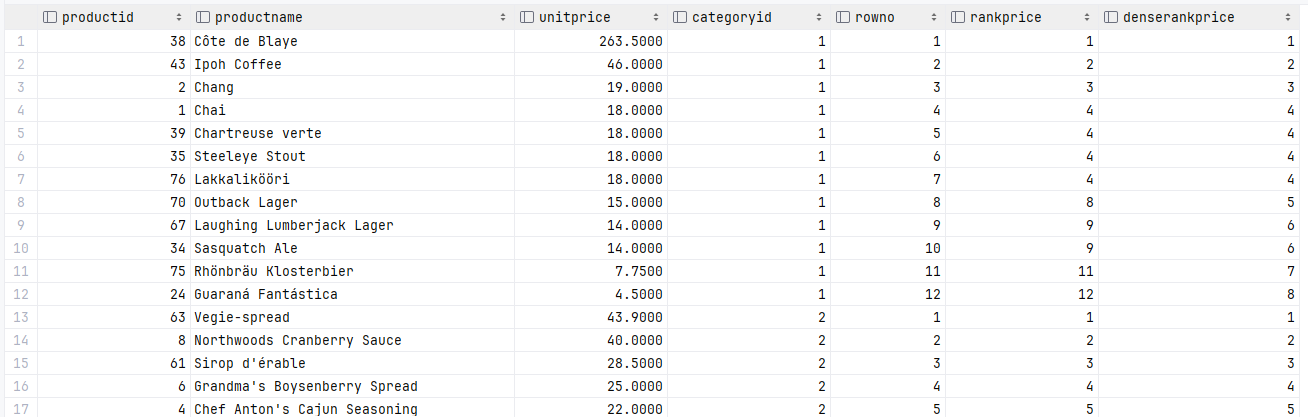 productid productname unitprice categoryid rowno rankprice denserankprice
1 38 Côte de Blaye 263.5000 1 1 1 1
2 43 Ipoh Coffee 46.0000 1 2 2 2
3 2 Chang 19.0000 1 3 3 3
4 1 Chai 18.0000 1 4 4 4
5 39 Chartreuse verte 18.0000 1 5 4 4
6 35 Steeleye Stout 18.0000 1 6 4 4
7 76 Lakkalikööri 18.0000 1 7 4 4
8 70 Outback Lager 15.0000 1 8 8 5
9 67 Laughing Lumberjack Lager 14.0000 1 9 9 6
10 34 Sasquatch Ale 14.0000 1 10 9 6
11 75 Rhönbräu Klosterbier 7.7500 1 11 11 7
12 24 Guaraná Fantástica 4.5000 1 12 12 8
13 63 Vegie-spread 43.9000 2 1 1 1
14 8 Northwoods Cranberry Sauce 40.0000 2 2 2 2
15 61 Sirop d'érable 28.5000 2 3 3 3
16 6 Grandma's Boysenberry Spread 25.0000 2 4 4 4
17 4 Chef Anton's Cajun Seasoning 22.0000 2 5 5 5